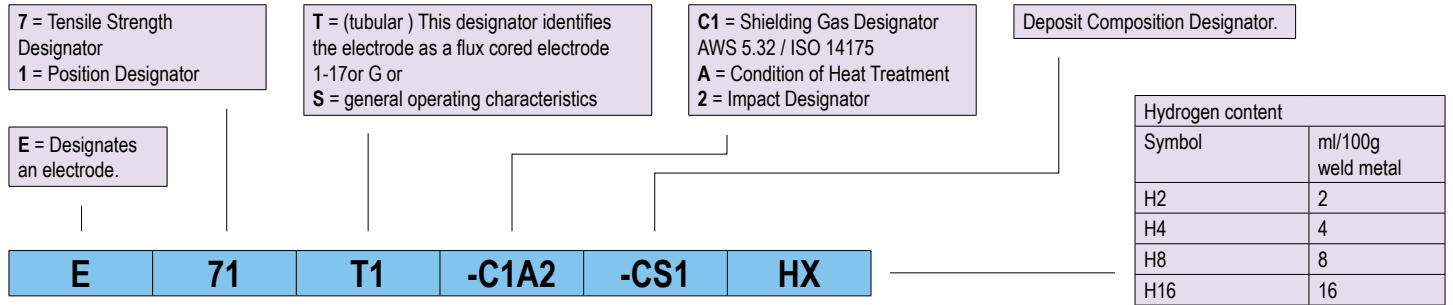 7 = Tensile Strength
Designator
1 = Position Designator
T = (tubular ) This designator identifies
the electrode as a flux cored electrode
1-17or G or
S = general operating characteristics
C1 = Shielding Gas Designator
AWS 5.32 / ISO 14175
A = Condition of Heat Treatment
2 = Impact Designator
Deposit Composition Designator.
E = Designates
an electrode.
Hydrogen content
Symbol ml/100g
weld metal
H2 2
H4 4
H8 8
H16 16
E 71 T1 -C1A2 -CS1 HX